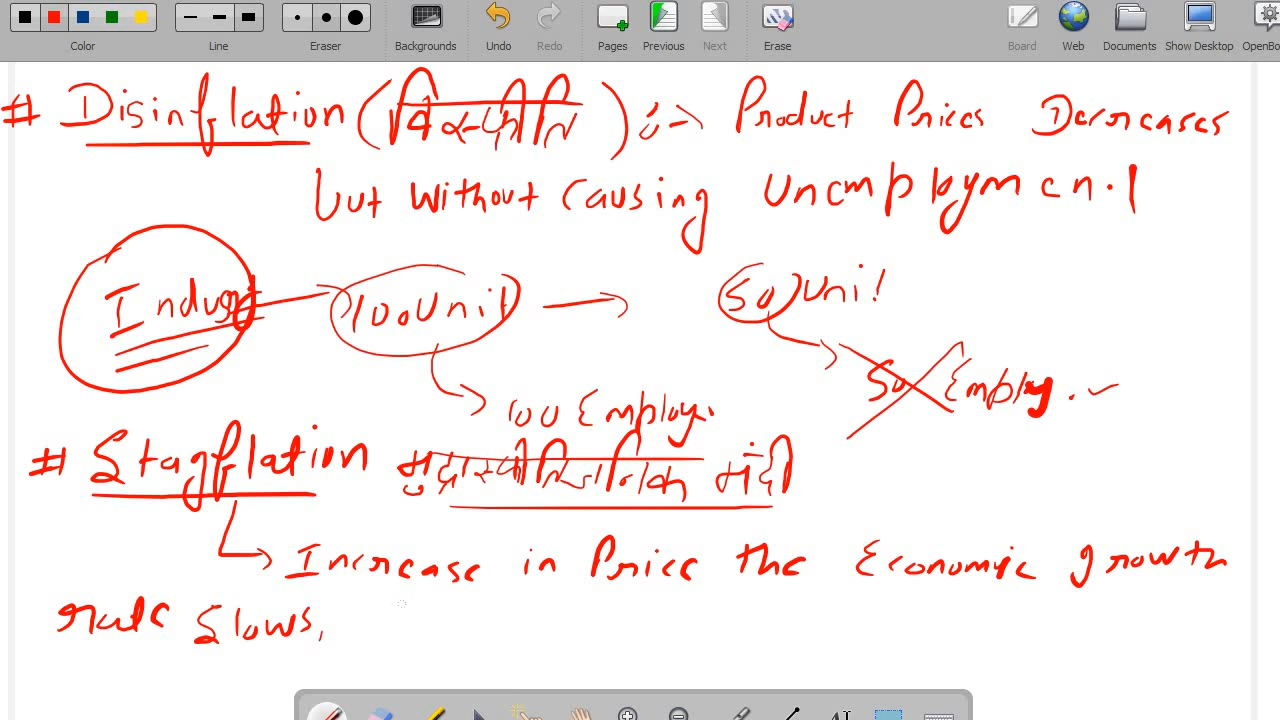 Color Line Eraser Backgrounds Undo Redo Pages Previous Next Erase Board Web Documents Show Desktop OpenBo
# Disinflation ( ) :-> Product Prices Decreases
but without causing Unemployment
Indust 100 Unit 50 Unit
100 Employ. 50 Employ.
# Stagflation मंदी
Increase in Price the Economic growth
rate slows,